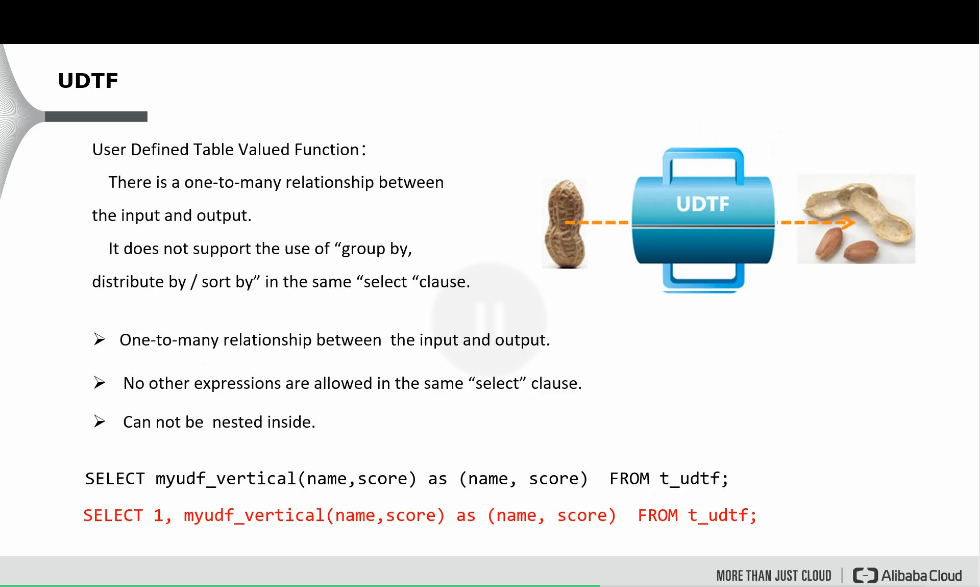 UDTF
User Defined Table Valued Function：
There is a one-to-many relationship between
the input and output.
It does not support the use of “group by,
distribute by / sort by” in the same “select “clause.
UDTF
➢ One-to-many relationship between the input and output.
➢ No other expressions are allowed in the same “select” clause.
➢ Can not be nested inside.
SELECT myudf_vertical(name,score) as (name, score) FROM t_udtf;
SELECT 1, myudf_vertical(name,score) as (name, score) FROM t_udtf;
MORE THAN JUST CLOUD | Alibaba Cloud